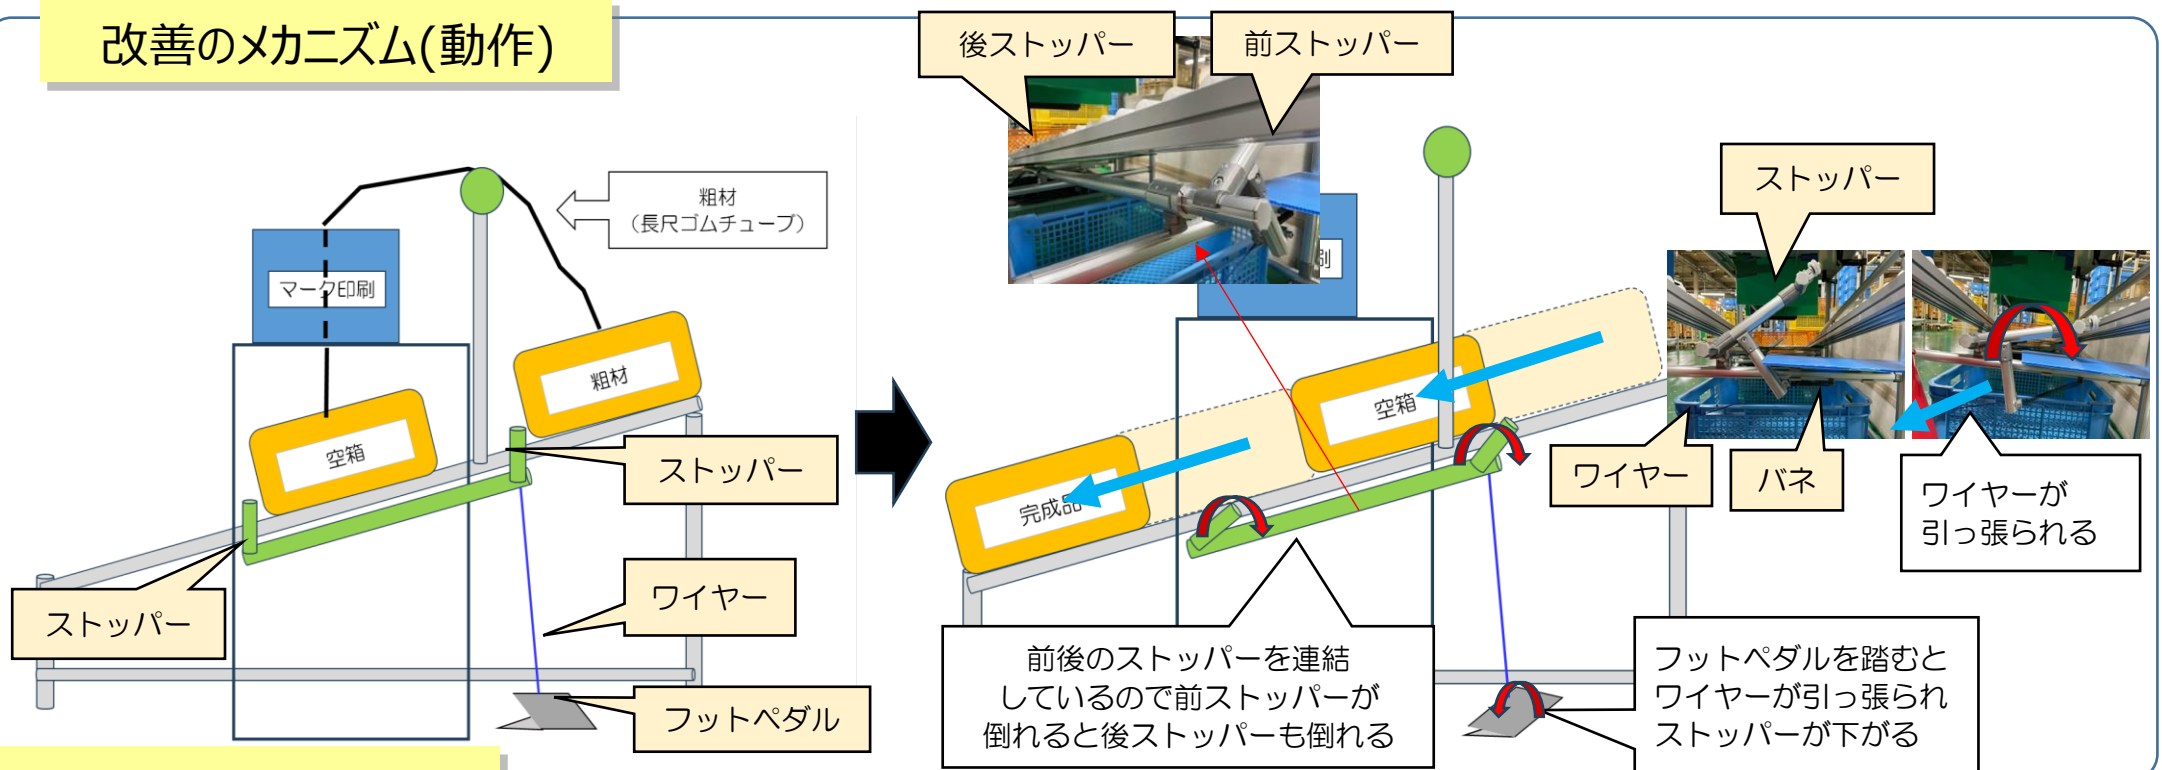 改善のメカニズム(動作)
後ストッパー
前ストッパー
粗材
（長尺ゴムチューブ）
マーク印刷
粗材
空箱
ストッパー
ストッパー
ワイヤー
フットペダル
刷
ストッパー
空箱
完成品
ワイヤー
バネ
ワイヤーが
引っ張られる
前後のストッパーを連結
しているので前ストッパーが
倒れると後ストッパーも倒れる
フットペダルを踏むと
ワイヤーが引っ張られ
ストッパーが下がる